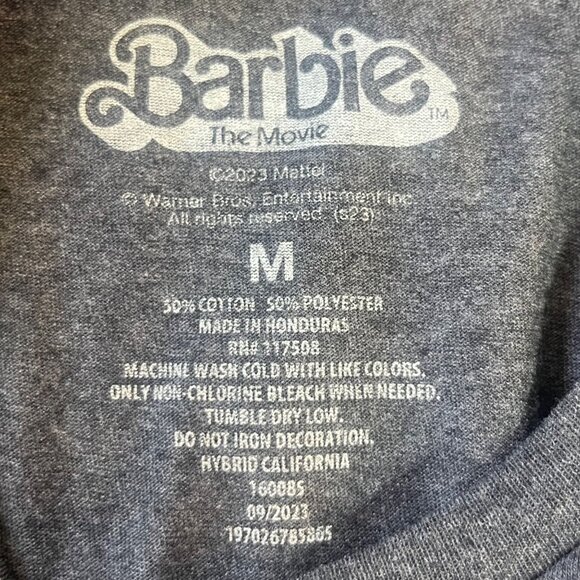 Barbie TM
The Movie
©2023 Mattel
© Warner Bros. Entertainment Inc.
All rights reserved. (s23)
M
50% COTTON 50% POLYESTER
MADE IN HONDURAS
RN# 117508
MACHINE WASH COLD WITH LIKE COLORS.
ONLY NON-CHLORINE BLEACH WHEN NEEDED.
TUMBLE DRY LOW.
DO NOT IRON DECORATION.
HYBRID CALIFORNIA
160085
09/2023
197026785865